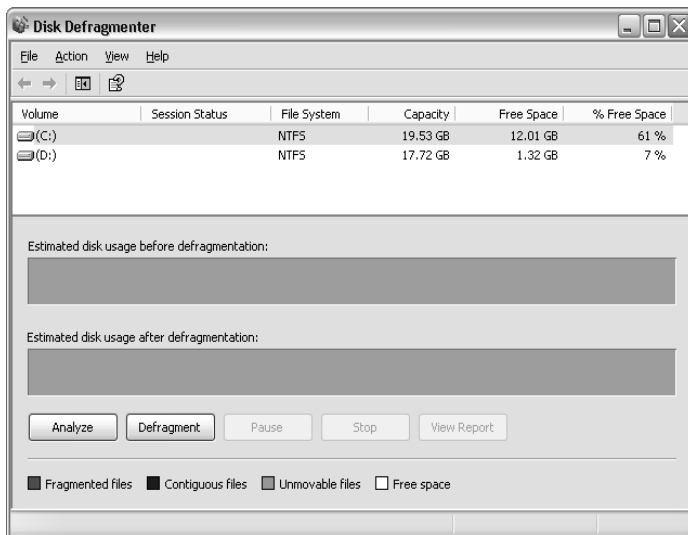 Disk Defragmenter
File Action View Help
Volume Session Status File System Capacity Free Space % Free Space
(C:) NTFS 19.53 GB 12.01 GB 61 %
(D:) NTFS 17.72 GB 1.32 GB 7 %
Estimated disk usage before defragmentation:
Estimated disk usage after defragmentation:
Analyze Defragment Pause Stop View Report
Fragmented files Contiguous files Unmovable files Free space